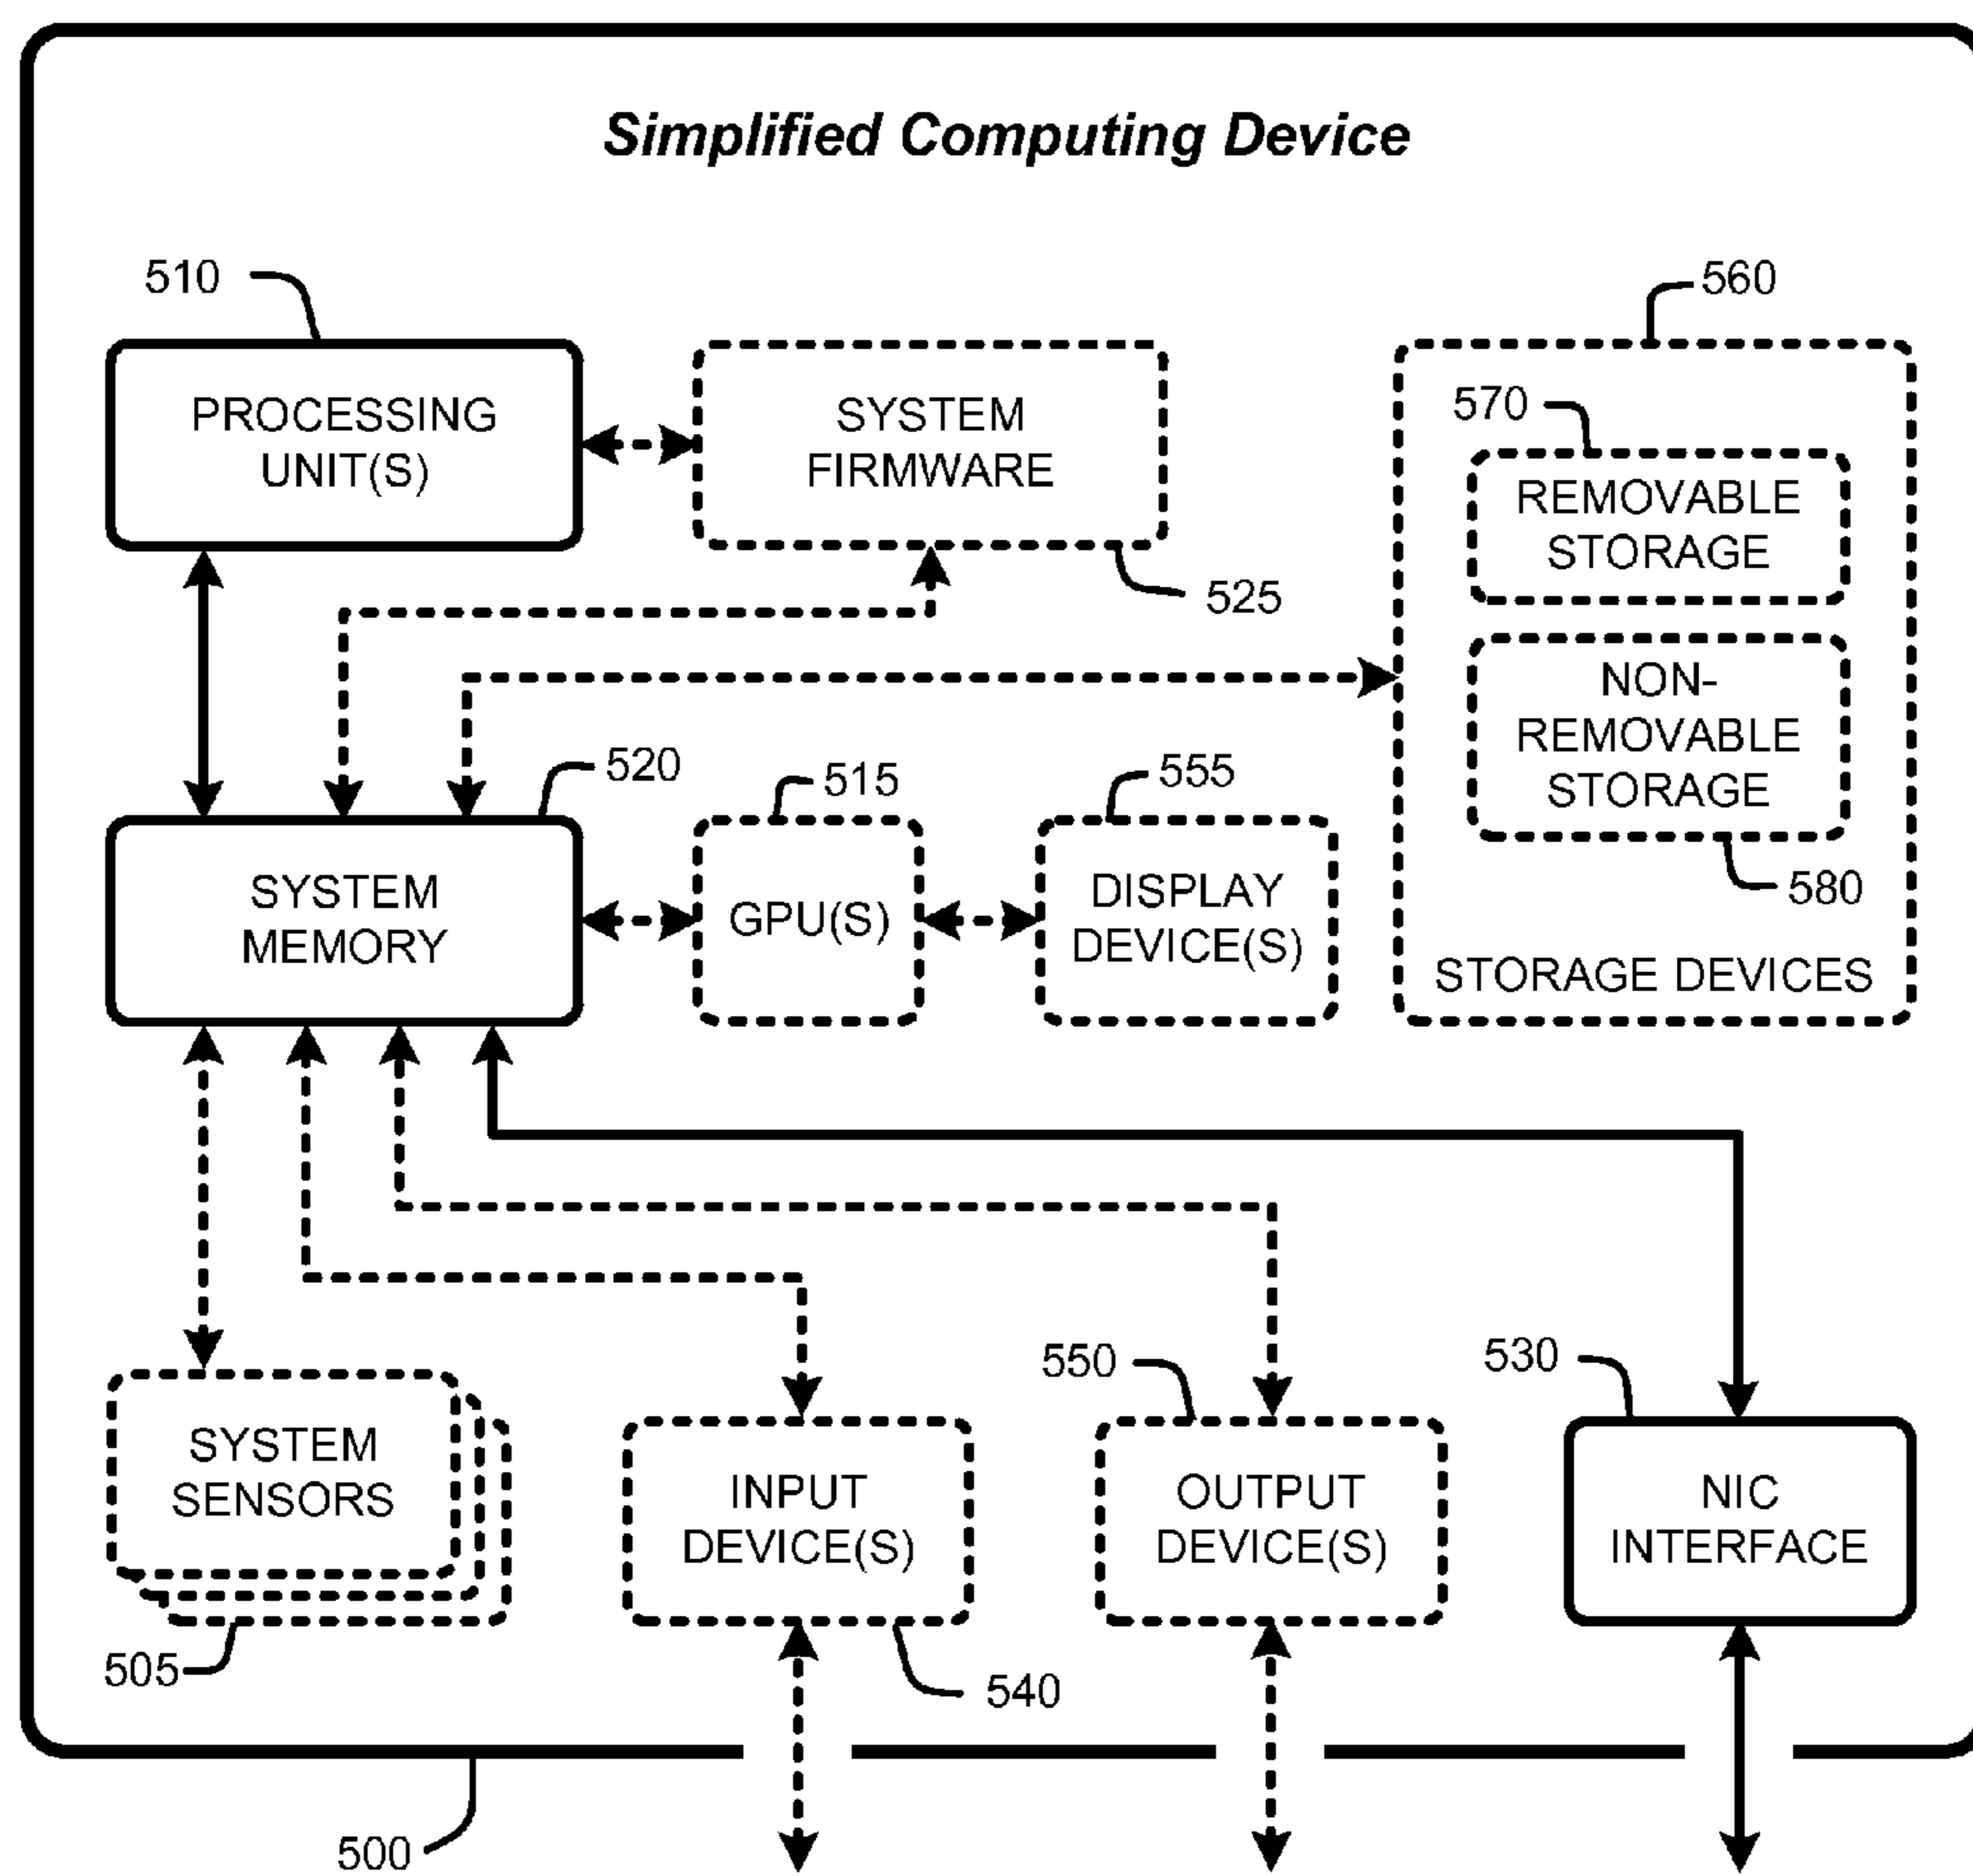 Simplified Computing Device
510
560
PROCESSING
UNIT(S)
SYSTEM
FIRMWARE
525
570
REMOVABLE
STORAGE
NON-
REMOVABLE
STORAGE
580
STORAGE DEVICES
520
515
555
SYSTEM
MEMORY
GPU(S)
DISPLAY
DEVICE(S)
550
530
SYSTEM
SENSORS
INPUT
DEVICE(S)
OUTPUT
DEVICE(S)
NIC
INTERFACE
505
540
500